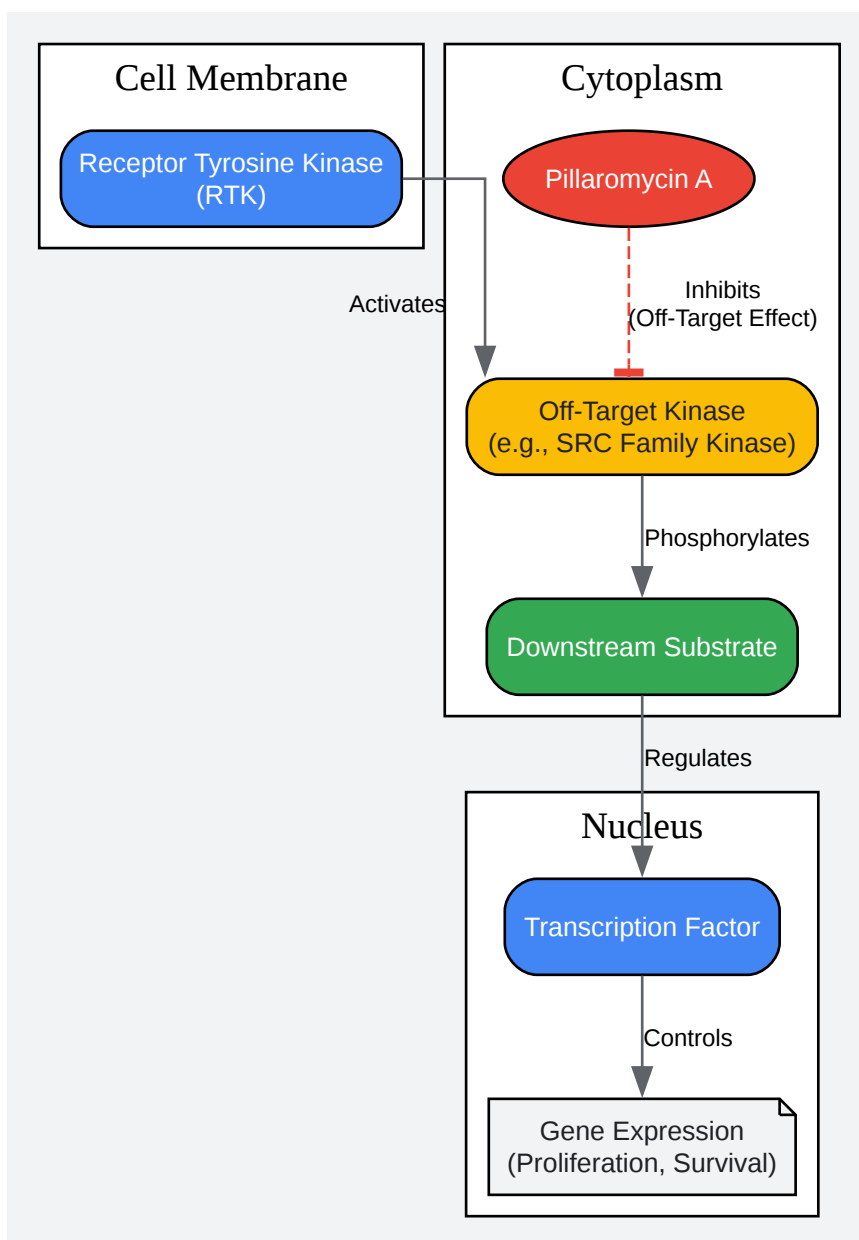 Cell Membrane
Receptor Tyrosine Kinase
(RTK)
Cytoplasm
Pillaromycin A
Activates
Inhibits
(Off-Target Effect)
Off-Target Kinase
(e.g., SRC Family Kinase)
Phosphorylates
Downstream Substrate
Regulates
Nucleus
Transcription Factor
Controls
Gene Expression
(Proliferation, Survival)